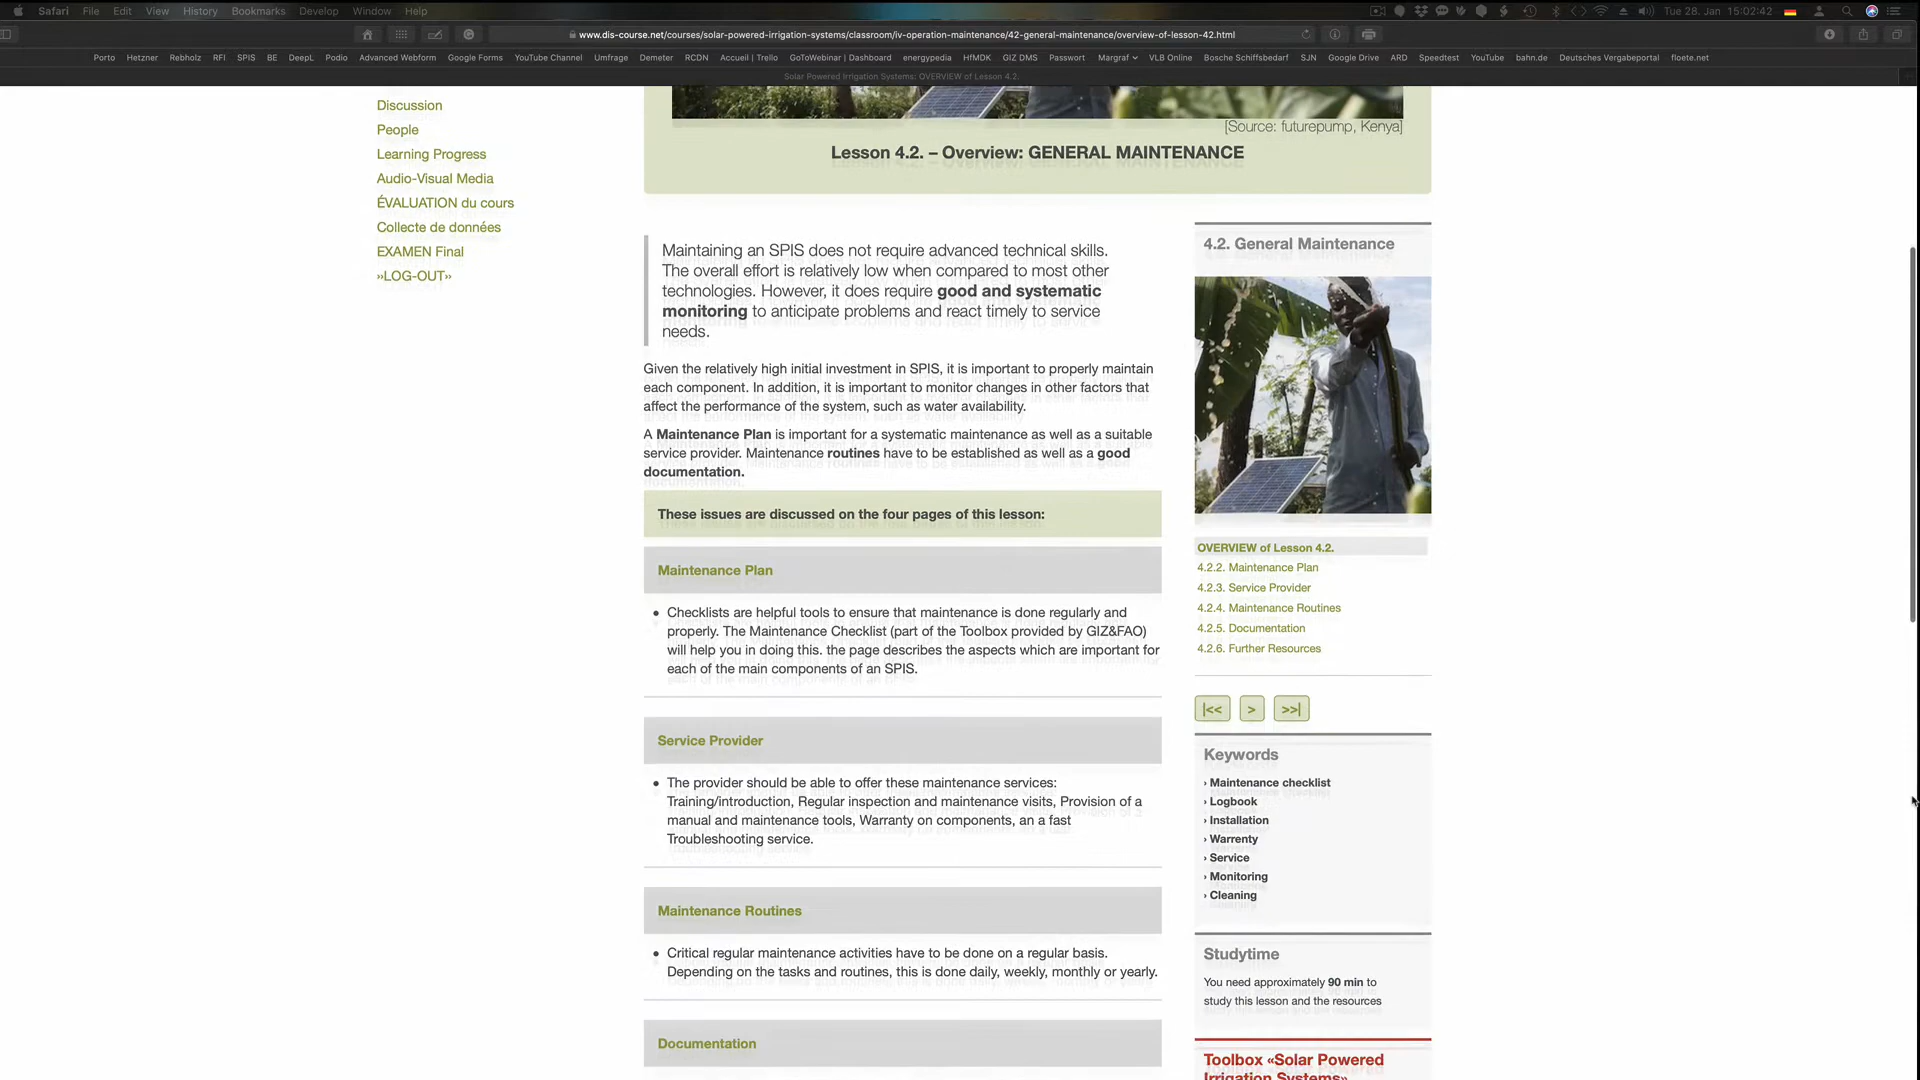 Safari File Edit View History Bookmarks Develop Window Help Tue 28. Jan 15:02:42
www.dis-course.net/courses/solar-powered-irrigation-systems/classroom/iv-operation-maintenance/42-general-maintenance/overview-of-lesson-42.html
Porto Hetzner Rebholz RFI SPIS BE DeepL Podio Advanced Webform Google Forms YouTube Channel Umfrage Demeter RCDN Accueil | Trello GoToWebinar | Dashboard energypedia HfMDK GIZ DMS Passwort Margraf VLB Online Bosche Schiffsbedarf SJN Google Drive ARD Speedtest YouTube bahn.de Deutsches Vergabeportal floete.net
Solar Powered Irrigation Systems: OVERVIEW of Lesson 4.2.
Discussion
People
Learning Progress
Audio-Visual Media
ÉVALUATION du cours
Collecte de données
EXAMEN Final
»LOG-OUT»
[Source: futurepump, Kenya]
Lesson 4.2. – Overview: GENERAL MAINTENANCE
Maintaining an SPIS does not require advanced technical skills.
The overall effort is relatively low when compared to most other
technologies. However, it does require good and systematic
monitoring to anticipate problems and react timely to service
needs.
Given the relatively high initial investment in SPIS, it is important to properly maintain
each component. In addition, it is important to monitor changes in other factors that
affect the performance of the system, such as water availability.
A Maintenance Plan is important for a systematic maintenance as well as a suitable
service provider. Maintenance routines have to be established as well as a good
documentation.
These issues are discussed on the four pages of this lesson:
Maintenance Plan
• Checklists are helpful tools to ensure that maintenance is done regularly and
properly. The Maintenance Checklist (part of the Toolbox provided by GIZ&FAO)
will help you in doing this. the page describes the aspects which are important for
each of the main components of an SPIS.
Service Provider
• The provider should be able to offer these maintenance services:
Training/introduction, Regular inspection and maintenance visits, Provision of a
manual and maintenance tools, Warranty on components, an a fast
Troubleshooting service.
Maintenance Routines
• Critical regular maintenance activities have to be done on a regular basis.
Depending on the tasks and routines, this is done daily, weekly, monthly or yearly.
Documentation
4.2. General Maintenance
OVERVIEW of Lesson 4.2.
4.2.2. Maintenance Plan
4.2.3. Service Provider
4.2.4. Maintenance Routines
4.2.5. Documentation
4.2.6. Further Resources
|<< > >>|
Keywords
› Maintenance checklist
› Logbook
› Installation
› Warrenty
› Service
› Monitoring
› Cleaning
Studytime
You need approximately 90 min to
study this lesson and the resources
Toolbox «Solar Powered
Irrigation Systems»